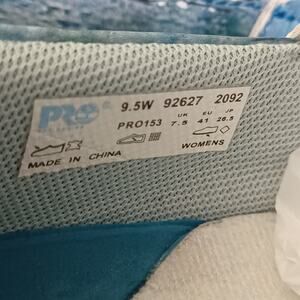 PRO ® 9.5W 92627 2092
UK EU JP
PRO153 7.5 41 26.5
MADE IN CHINA WOMENS